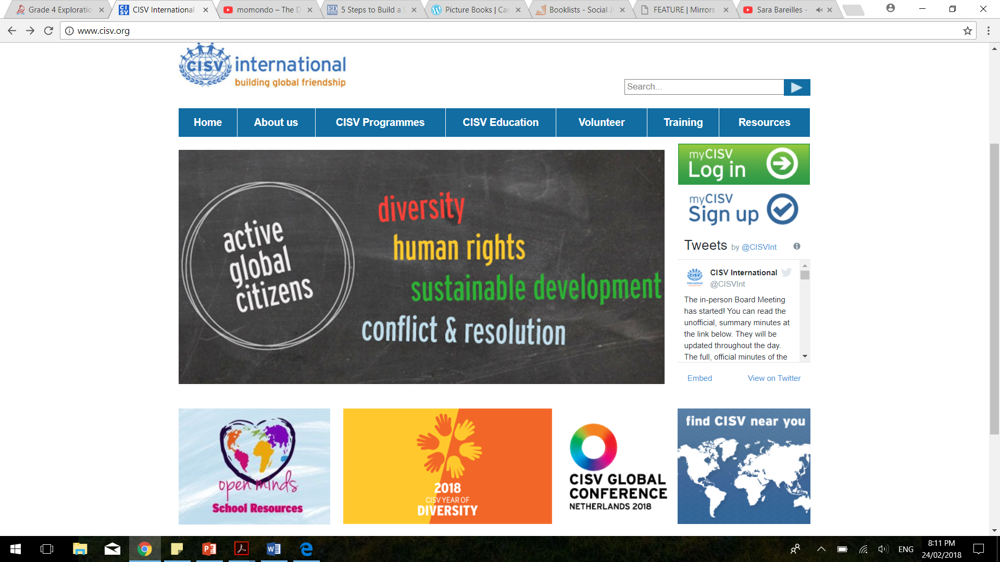 Grade 4 Exploratio
CISV International
momondo – The D
5 Steps to Build a
Picture Books | Ca
Booklists - Social J
FEATURE | Mirrors
Sara Bareilles -
www.cisv.org
CISV international
building global friendship
Search...
Home
About us
CISV Programmes
CISV Education
Volunteer
Training
Resources
active
global
citizens
diversity
human rights
sustainable development
conflict & resolution
myCISV
Log in
myCISV
Sign up
Tweets by @CISVInt
CISV International
@CISVInt
The in-person Board Meeting
has started! You can read the
unofficial, summary minutes at
the link below. They will be
updated throughout the day.
The full, official minutes of the
Embed
View on Twitter
open minds
School Resources
2018
CISV YEAR OF
DIVERSITY
CISV GLOBAL
CONFERENCE
NETHERLANDS 2018
find CISV near you
ENG
8:11 PM
24/02/2018